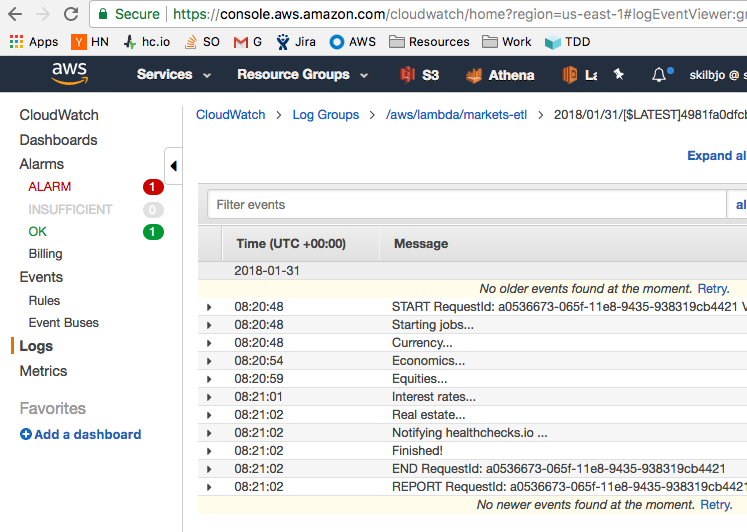 Secure https://console.aws.amazon.com/cloudwatch/home?region=us-east-1#logEventViewer:g
Apps HN hc.io SO G Jira AWS Resources Work TDD
aws Services Resource Groups S3 Athena La skilbjo @ s
CloudWatch
Dashboards
Alarms
ALARM 1
INSUFFICIENT 0
OK 1
Billing
Events
Rules
Event Buses
Logs
Metrics
Favorites
Add a dashboard
CloudWatch > Log Groups > /aws/lambda/markets-etl > 2018/01/31/[$LATEST]4981fa0dfcb
Expand al
Filter events al
Time (UTC +00:00) Message
2018-01-31
No older events found at the moment. Retry.
08:20:48 START RequestId: a0536673-065f-11e8-9435-938319cb4421 V
08:20:48 Starting jobs...
08:20:48 Currency...
08:20:54 Economics...
08:20:59 Equities...
08:21:01 Interest rates...
08:21:02 Real estate...
08:21:02 Notifying healthchecks.io ...
08:21:02 Finished!
08:21:02 END RequestId: a0536673-065f-11e8-9435-938319cb4421
08:21:02 REPORT RequestId: a0536673-065f-11e8-9435-938319cb4421
No newer events found at the moment. Retry.